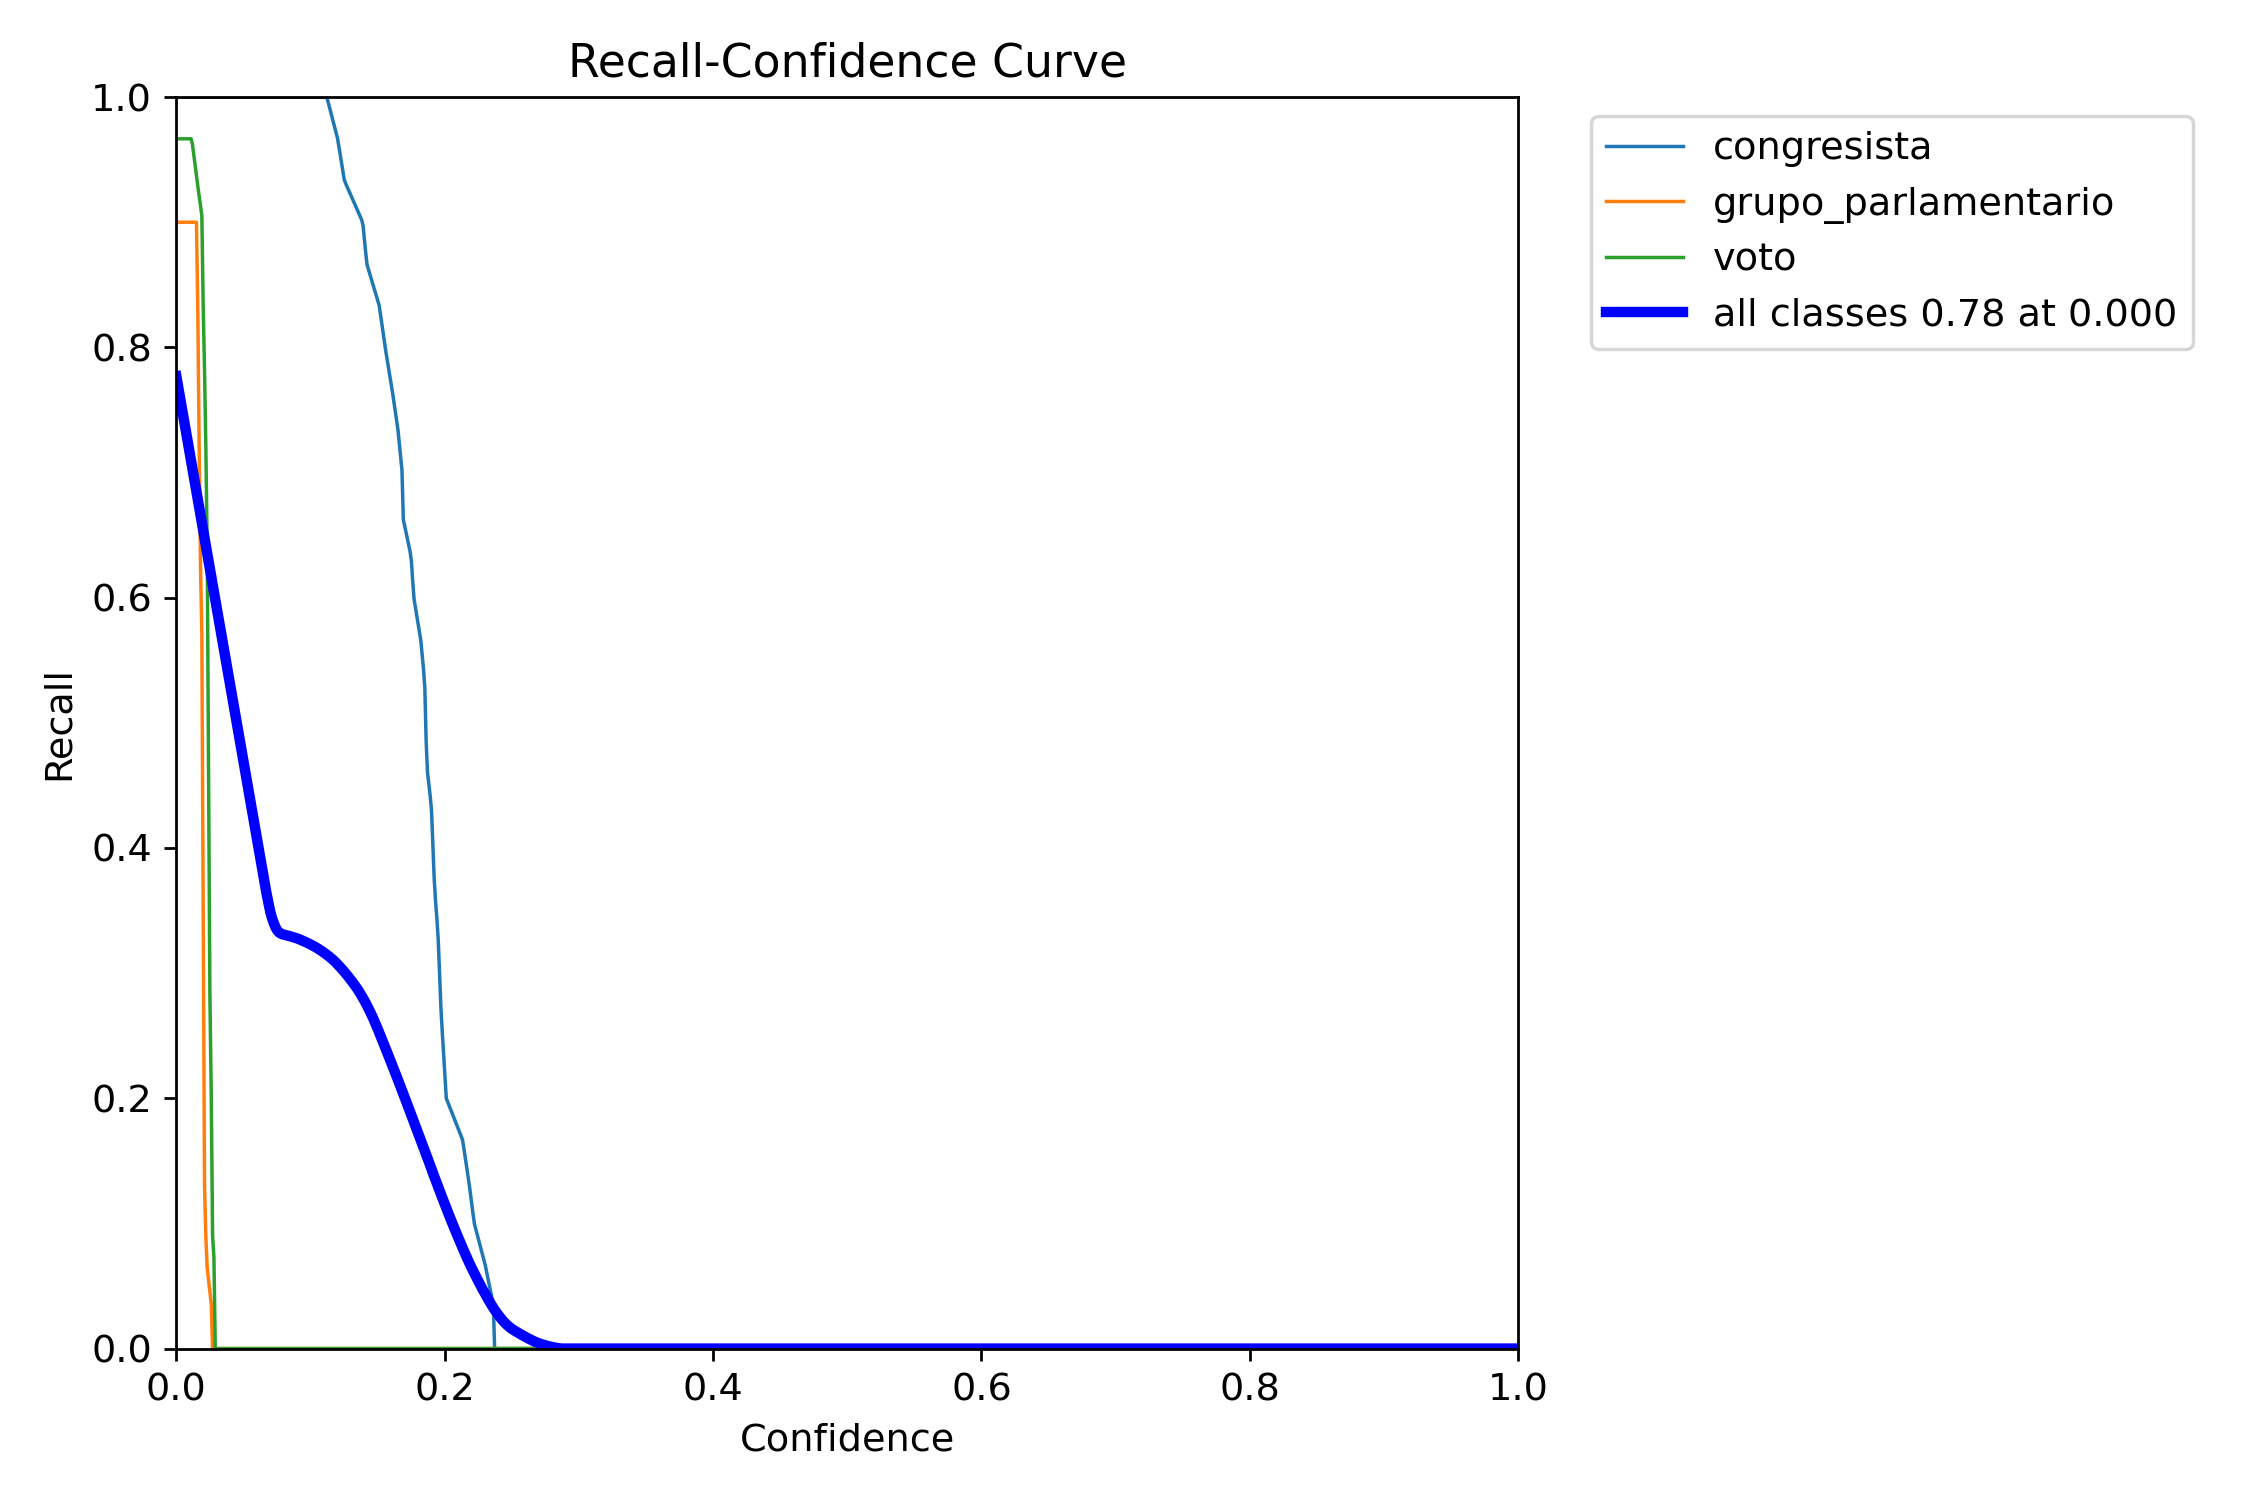 Recall-Confidence Curve
1.0
0.8
0.6
0.4
0.2
0.0
Recall
0.0 0.2 0.4 0.6 0.8 1.0
Confidence
congresista
grupo_parlamentario
voto
all classes 0.78 at 0.000